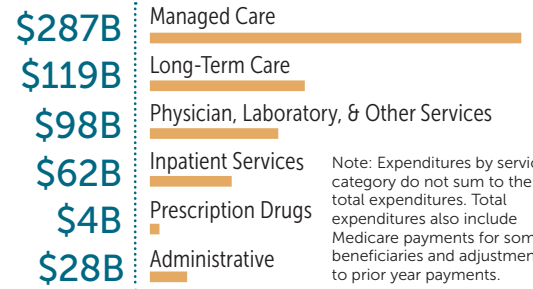 $287B Managed Care
$119B Long-Term Care
$98B Physician, Laboratory, & Other Services
$62B Inpatient Services
$4B Prescription Drugs
$28B Administrative
Note: Expenditures by
category do not sum to the
total expenditures. Total
expenditures also include
Medicare payments for
beneficiaries and
to prior year payments.